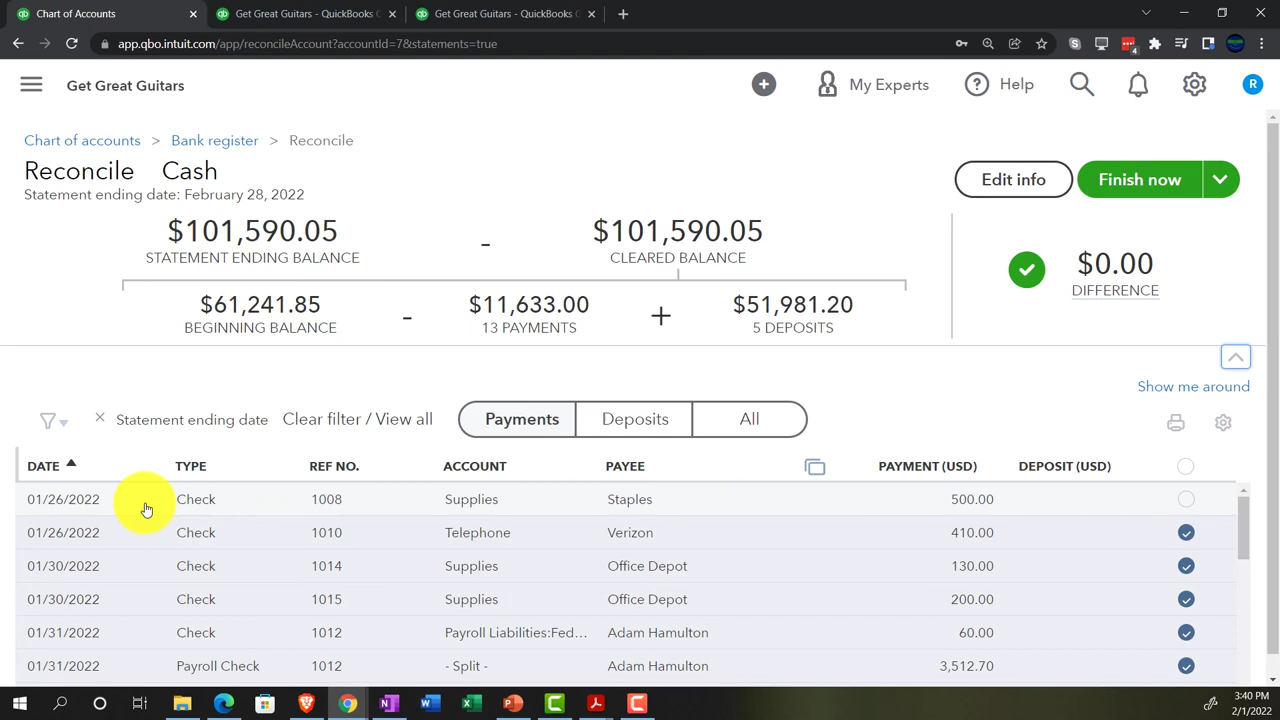 Chart of Accounts
Get Great Guitars - QuickBooks C
Get Great Guitars - QuickBooks C
app.qbo.intuit.com/app/reconcileAccount?accountId=7&statements=true
4
Get Great Guitars
My Experts
Help
R
Chart of accounts > Bank register > Reconcile
Reconcile Cash
Statement ending date: February 28, 2022
Edit info
Finish now
$101,590.05 - $101,590.05
STATEMENT ENDING BALANCE CLEARED BALANCE
$0.00
DIFFERENCE
$61,241.85 - $11,633.00 + $51,981.20
BEGINNING BALANCE 13 PAYMENTS 5 DEPOSITS
Show me around
Statement ending date Clear filter / View all Payments Deposits All
DATE TYPE REF NO. ACCOUNT PAYEE PAYMENT (USD) DEPOSIT (USD)
01/26/2022 Check 1008 Supplies Staples 500.00
01/26/2022 Check 1010 Telephone Verizon 410.00
01/30/2022 Check 1014 Supplies Office Depot 130.00
01/30/2022 Check 1015 Supplies Office Depot 200.00
01/31/2022 Check 1012 Payroll Liabilities:Fed... Adam Hamulton 60.00
01/31/2022 Payroll Check 1012 - Split - Adam Hamulton 3,512.70
3:40 PM
2/1/2022